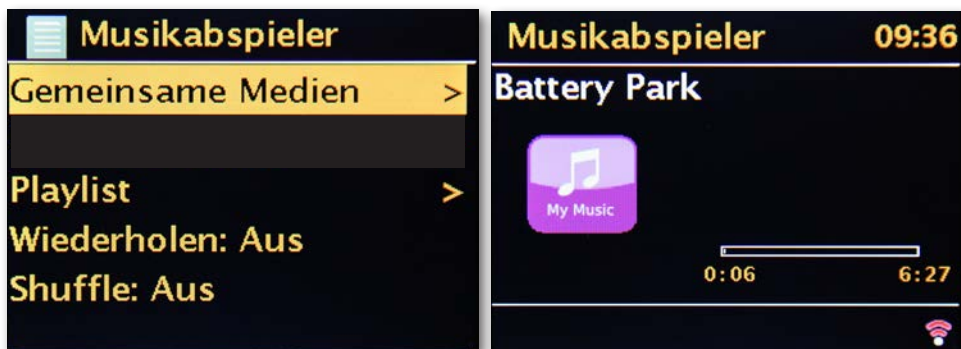 Musikabspieler
Gemeinsame Medien >
Playlist >
Wiederholen: Aus
Shuffle: Aus
Musikabspieler 09:36
Battery Park
My Music
0:06 6:27